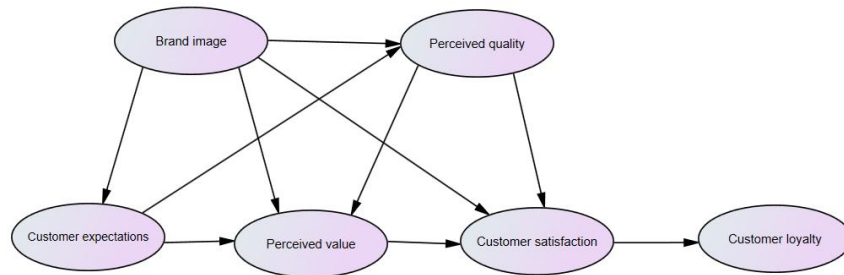 Brand image
Perceived quality
Customer expectations
Perceived value
Customer satisfaction
Customer loyalty